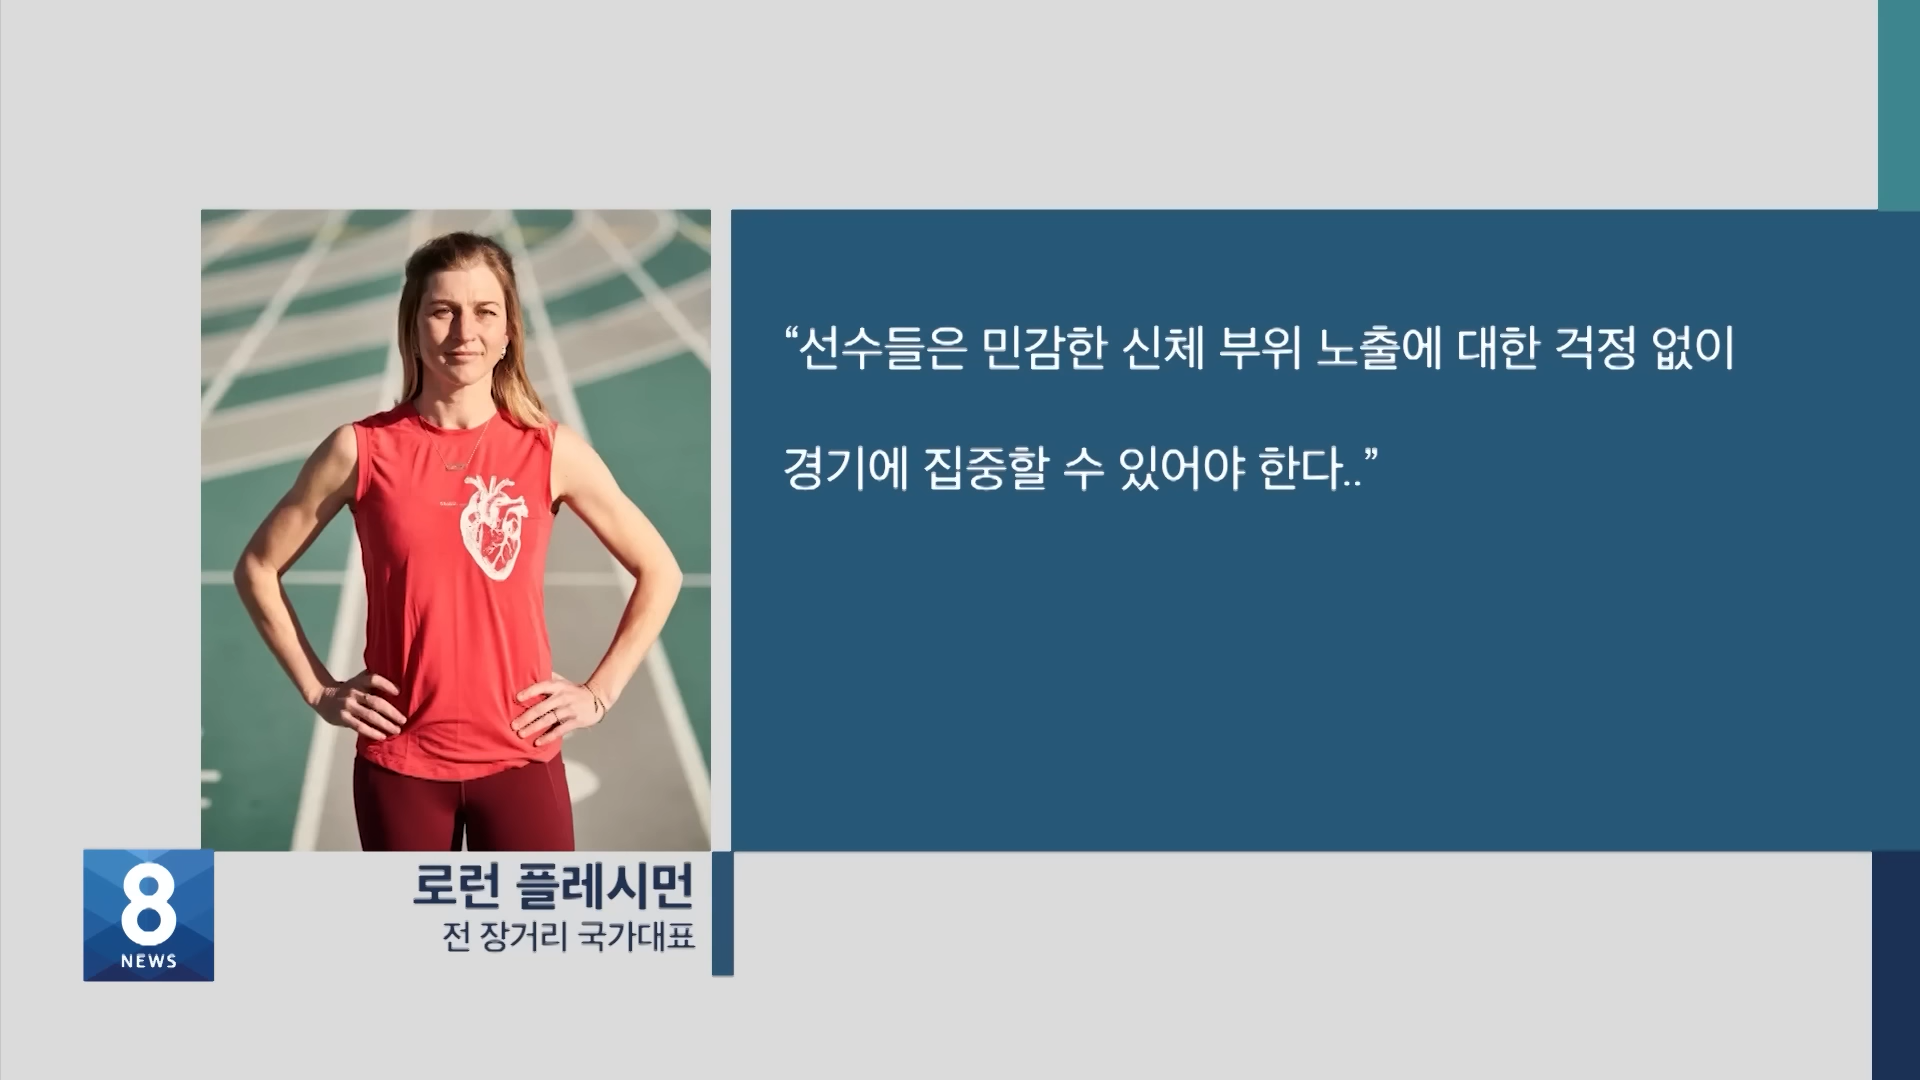 “선수들은 민감한 신체 부위 노출에 대한 걱정 없이
경기에 집중할 수 있어야 한다..”
로런 플레시먼
전 장거리 국가대표
8
NEWS